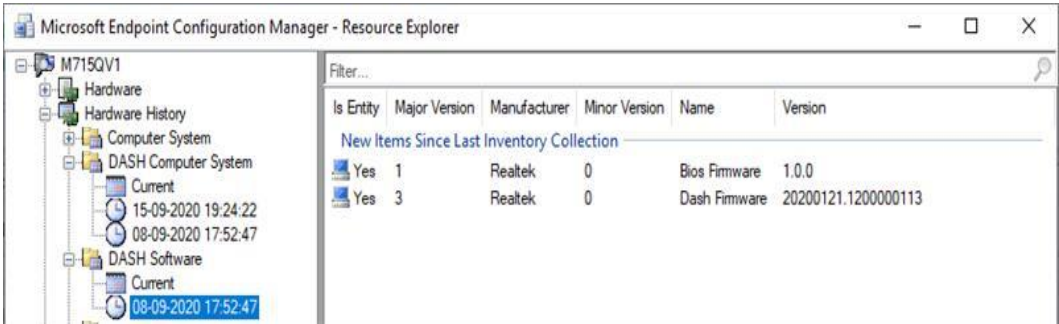 Microsoft Endpoint Configuration Manager - Resource Explorer
M715QV1
Hardware
Hardware History
Computer System
DASH Computer System
Current
15-09-2020 19:24:22
08-09-2020 17:52:47
DASH Software
Current
08-09-2020 17:52:47
Filter...
Is Entity Major Version Manufacturer Minor Version Name Version
New Items Since Last Inventory Collection
Yes 1 Realtek 0 Bios Firmware 1.0.0
Yes 3 Realtek 0 Dash Firmware 20200121.1200000113